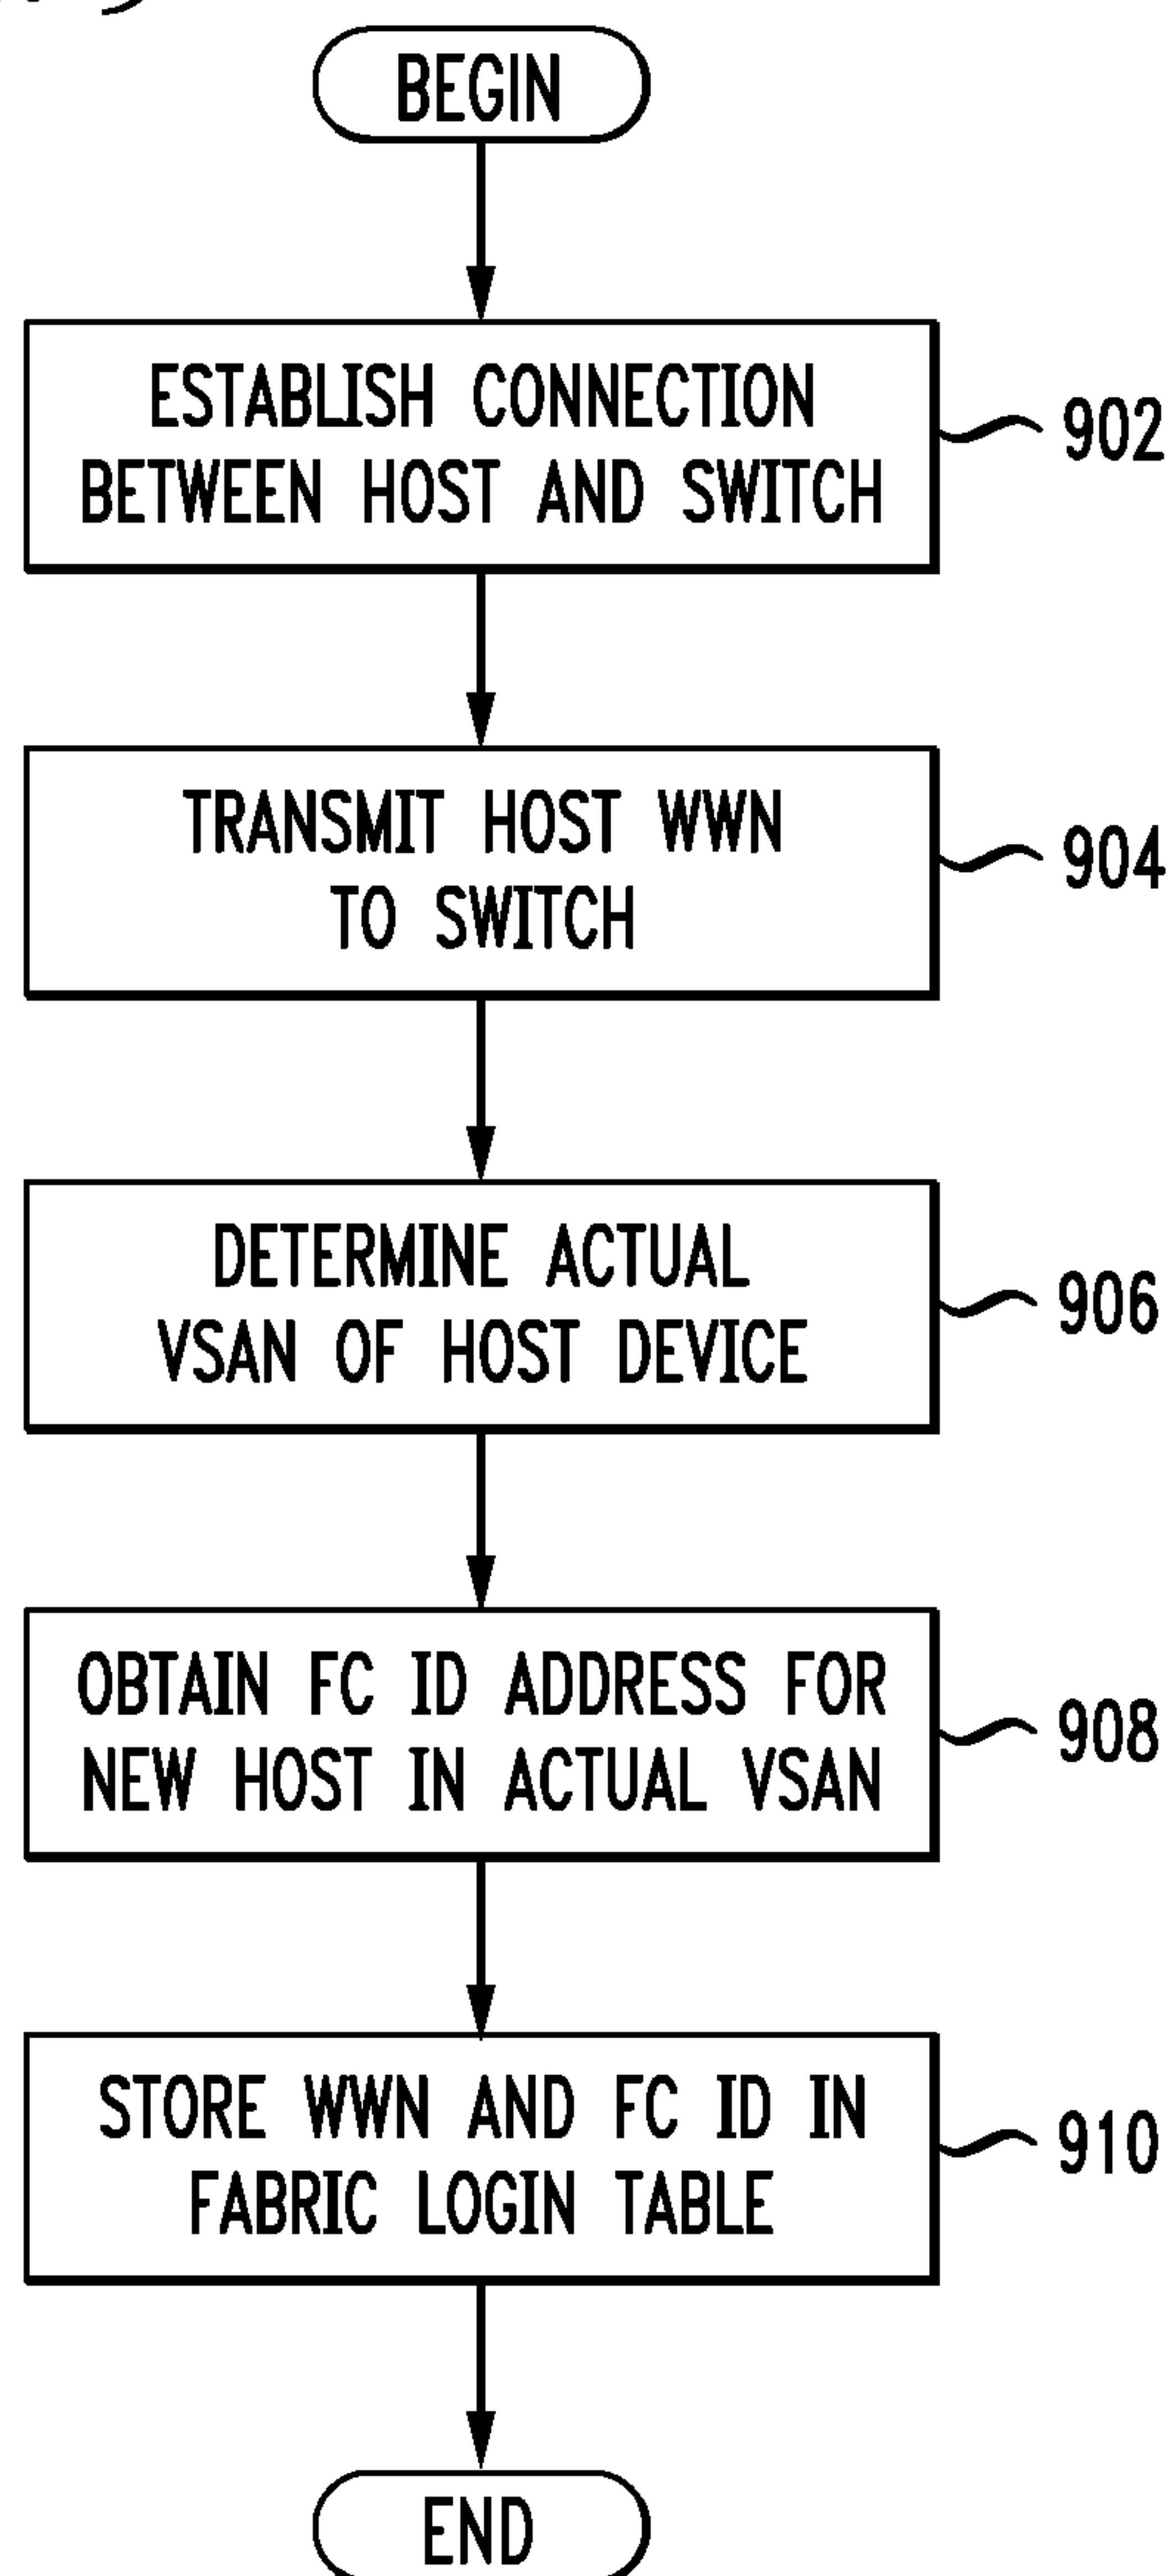 BEGIN
ESTABLISH CONNECTION
BETWEEN HOST AND SWITCH
902
TRANSMIT HOST WWN
TO SWITCH
904
DETERMINE ACTUAL
VSAN OF HOST DEVICE
906
OBTAIN FC ID ADDRESS FOR
NEW HOST IN ACTUAL VSAN
908
STORE WWN AND FC ID IN
FABRIC LOGIN TABLE
910
END